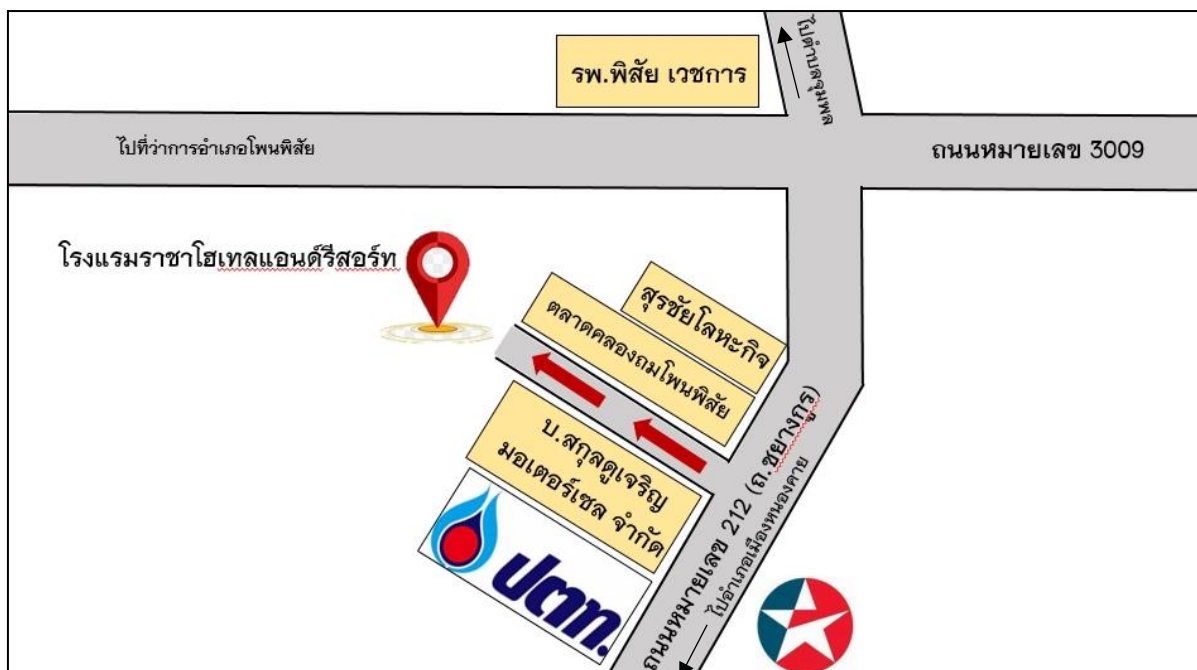 ไปตำบลจุมพล
รพ.พิสัย เวชการ
ไปที่ว่าการอำเภอโพนพิสัย
ถนนหมายเลข 3009
โรงแรมราชาโฮเทลแอนด์รีสอร์ท
สุรชัยโลหะกิจ
ตลาดคลองถมโพนพิสัย
บ.สกุลดูเจริญ
มอเตอร์เซล จำกัด
ปตท.
ถนนหมายเลข 212 (ถ.ชยางกูร)
ไปอำเภอเมืองหนองคาย